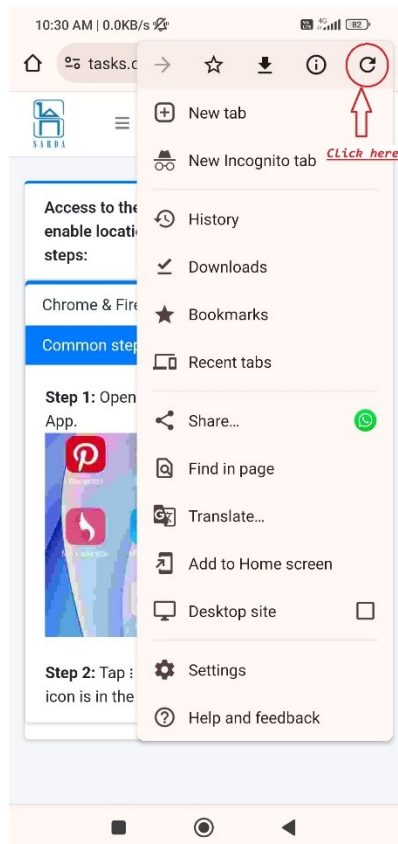 10:30 AM | 0.0KB/s
4G
82
tasks.c
Click here
SARDA
New tab
New Incognito tab
History
Downloads
Bookmarks
Recent tabs
Share...
Find in page
Translate...
Add to Home screen
Desktop site
Settings
Help and feedback
Access to the
enable locati
steps:
Chrome & Fire
Common step
Step 1: Open
App.
Step 2: Tap ⋮
icon is in the